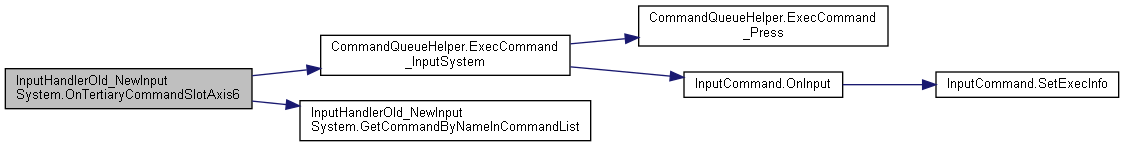 InputHandlerOld_NewInput
System.OnTertiaryCommandSlotAxis6
CommandQueueHelper.ExecCommand
_InputSystem
CommandQueueHelper.ExecCommand
_Press
InputCommand.OnInput
InputCommand.SetExecInfo
InputHandlerOld_NewInput
System.GetCommandByNameInCommandList